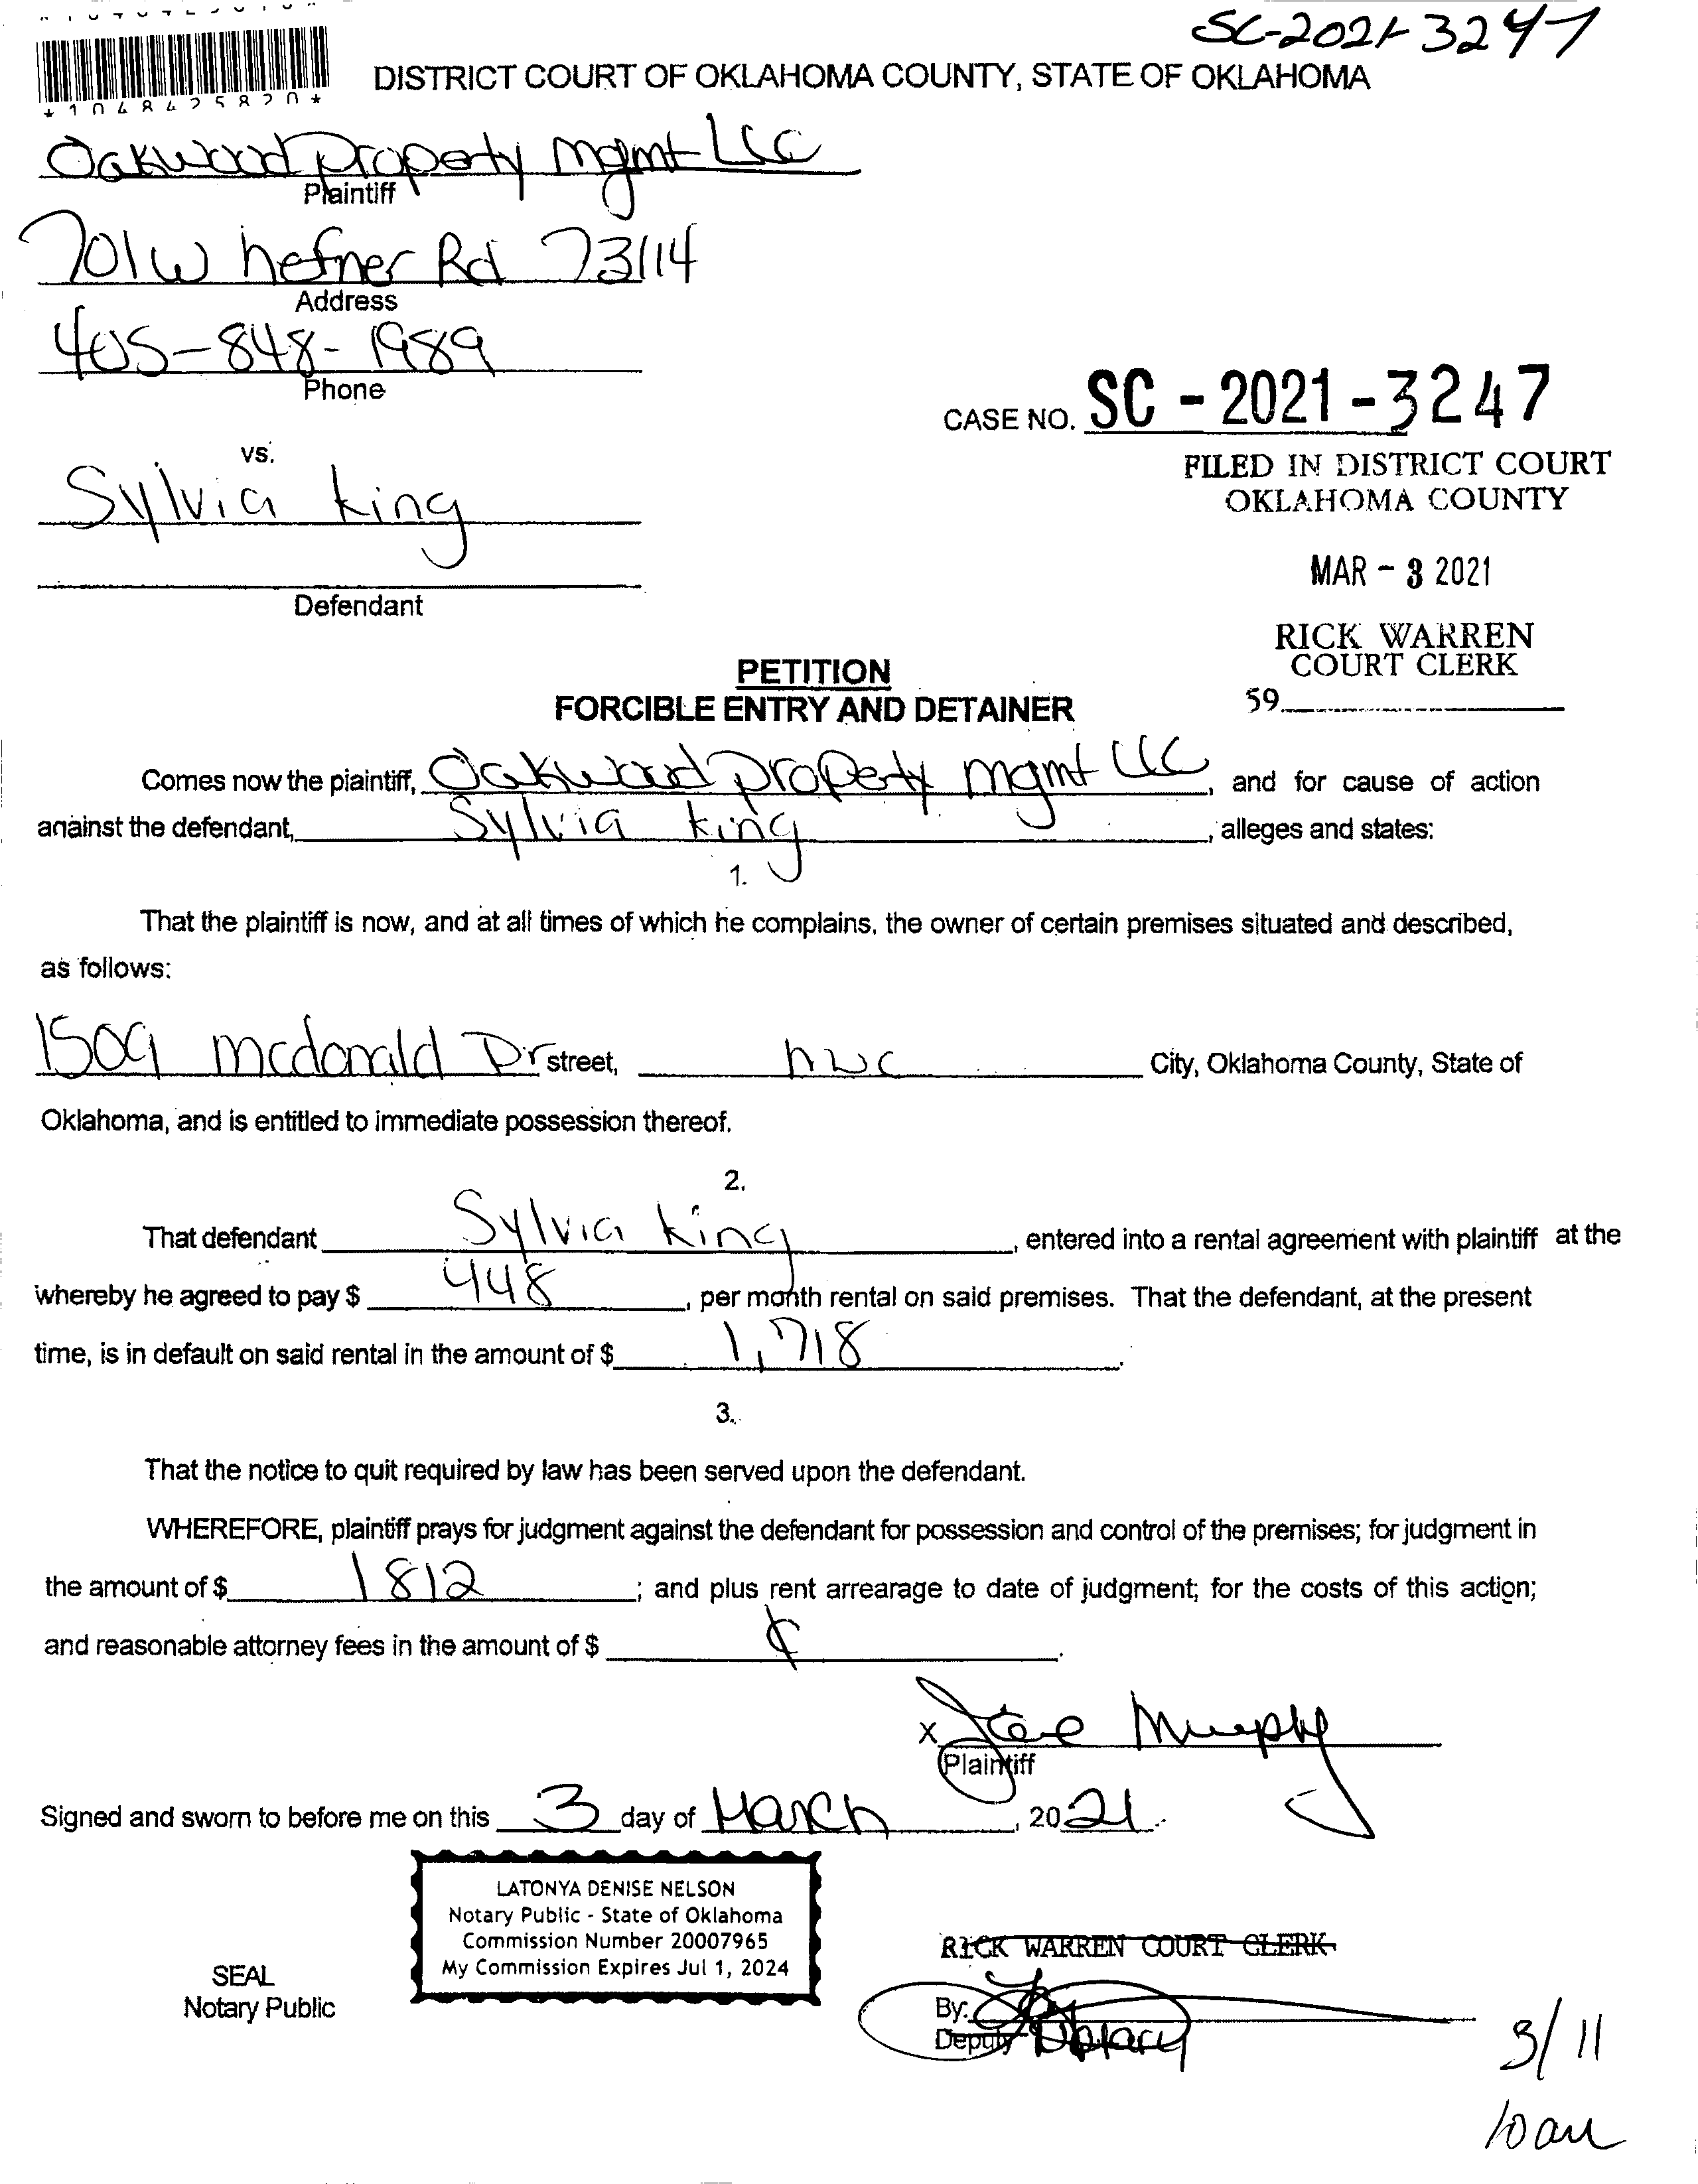 SC-2021-3247
*1048425820*
DISTRICT COURT OF OKLAHOMA COUNTY, STATE OF OKLAHOMA
Oakwood Property mgmt LLC
Plaintiff
701 W hefner Rd 73114
Address
405-848-1989
Phone
CASE NO. SC - 2021 - 3247
vs.
FILED IN DISTRICT COURT
OKLAHOMA COUNTY
Sylvia king
MAR - 3 2021
Defendant
RICK WARREN
COURT CLERK
59
PETITION
FORCIBLE ENTRY AND DETAINER
Comes now the plaintiff, Oakwood Property mgmt LLC, and for cause of action
against the defendant, Sylvia king, alleges and states:
1.
That the plaintiff is now, and at all times of which he complains, the owner of certain premises situated and described,
as follows:
1509 mcdonald Dr street, nwc City, Oklahoma County, State of
Oklahoma, and is entitled to immediate possession thereof.
2.
That defendant Sylvia king, entered into a rental agreement with plaintiff at the
whereby he agreed to pay $ 448, per month rental on said premises. That the defendant, at the present
time, is in default on said rental in the amount of $ 1,718.
3.
That the notice to quit required by law has been served upon the defendant.
WHEREFORE, plaintiff prays for judgment against the defendant for possession and control of the premises; for judgment in
the amount of $ 1812; and plus rent arrearage to date of judgment; for the costs of this action;
and reasonable attorney fees in the amount of $
X Murphy
Plaintiff
Signed and sworn to before me on this 3 day of March, 2021.
LATONYA DENISE NELSON
Notary Public - State of Oklahoma
Commission Number 20007965
My Commission Expires Jul 1, 2024
SEAL
Notary Public
RICK WARREN COURT CLERK
By:
Deputy Notary
3/11
10 am